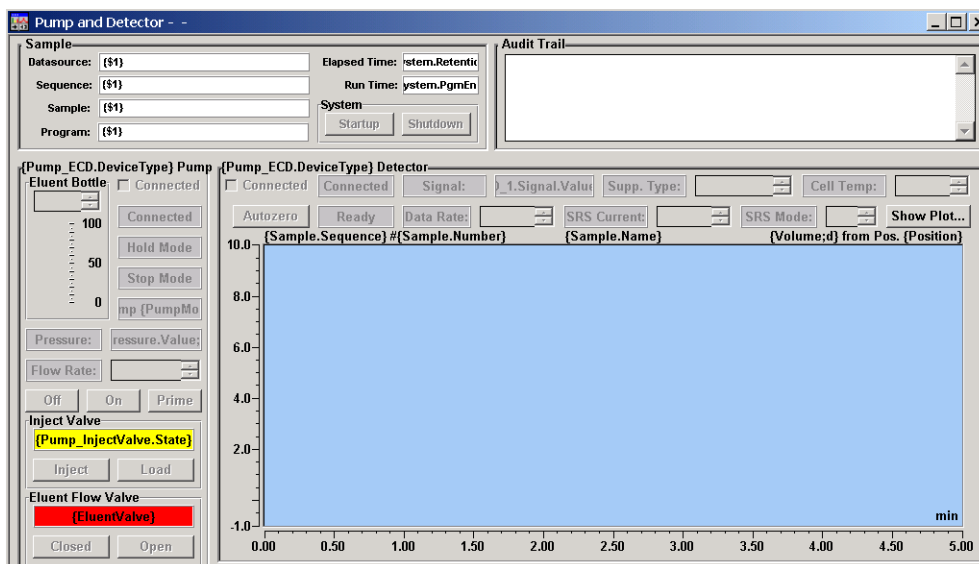 Pump and Detector - -
Sample
Datasource: {$1}
Elapsed Time: ystem.Retentic
Sequence: {$1}
Run Time: ystem.PgmEn
Sample: {$1}
Program: {$1}
System
Startup Shutdown
Audit Trail
{Pump_ECD.DeviceType} Pump
Eluent Bottle
Connected
100
50
0
Connected
Hold Mode
Stop Mode
mp {PumpMo
Pressure: ressure.Value;
Flow Rate:
Off On Prime
Inject Valve
{Pump_InjectValve.State}
Inject Load
Eluent Flow Valve
{EluentValve}
Closed Open
{Pump_ECD.DeviceType} Detector
Connected Connected Signal: _1.Signal.Value Supp. Type: Cell Temp:
Autozero Ready Data Rate: SRS Current: SRS Mode: Show Plot...
{Sample.Sequence} #{Sample.Number} {Sample.Name} {Volume;d} from Pos. {Position}
10.0
8.0
6.0
4.0
2.0
-1.0
min
0.00 0.50 1.00 1.50 2.00 2.50 3.00 3.50 4.00 4.50 5.00